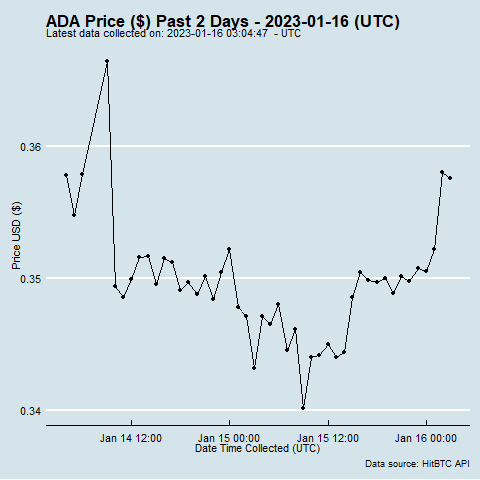 ADA Price ($) Past 2 Days - 2023-01-16 (UTC)
Latest data collected on: 2023-01-16 03:04:47  - UTC
0.36
0.35
0.34
Price USD ($)
Jan 14 12:00
Jan 15 00:00
Jan 15 12:00
Jan 16 00:00
Date Time Collected (UTC)
Data source: HitBTC API